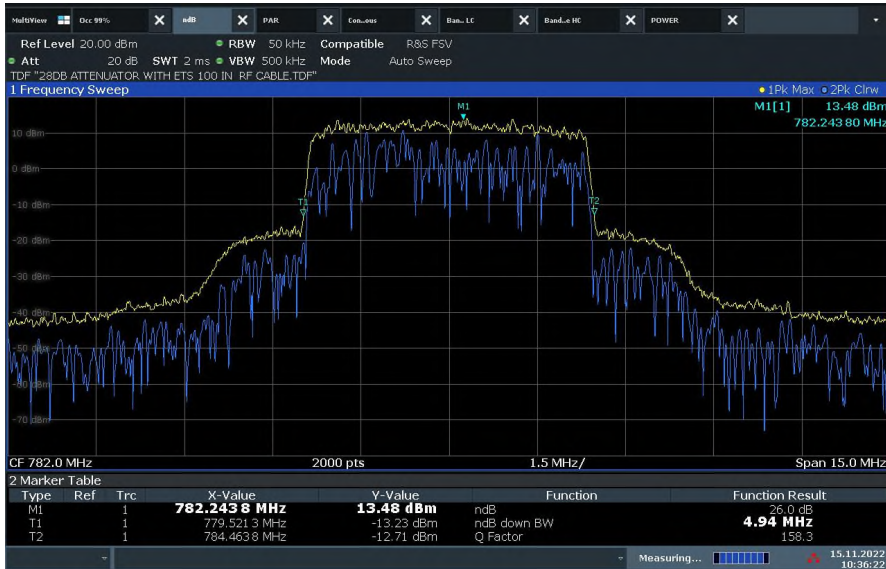 MultiView Occ 99% ndB PAR Con..ous Ban.. LC Band..e HC POWER
Ref Level 20.00 dBm RBW 50 kHz Compatible R&S FSV
Att 20 dB SWT 2 ms VBW 500 kHz Mode Auto Sweep
TDF "28DB ATTENUATOR WITH ETS 100 IN RF CABLE.TDF"
1 Frequency Sweep 1Pk Max 2Pk Clrw
M1 M1[1] 13.48 dBm
782.243 80 MHz
10 dBm
0 dBm
T1 T2
-10 dBm
-20 dBm
-30 dBm
-40 dBm
-50 dBm
-60 dBm
-70 dBm
CF 782.0 MHz 2000 pts 1.5 MHz/ Span 15.0 MHz
2 Marker Table
Type Ref Trc X-Value Y-Value Function Function Result
M1 1 782.243 8 MHz 13.48 dBm ndB 26.0 dB
T1 1 779.521 3 MHz -13.23 dBm ndB down BW 4.94 MHz
T2 1 784.463 8 MHz -12.71 dBm Q Factor 158.3
Measuring... 15.11.2022
10:36:22